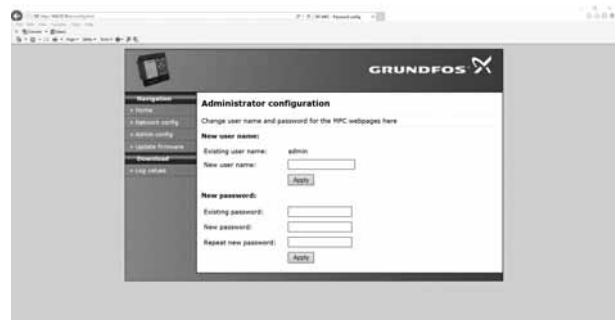 GRUNDFOS
Navigation
Home
Network config
Admin config
Update firmware
Download
Log values
Administrator configuration
Change user name and password for the MPC webpages here
New user name:
Existing user name: admin
New user name:
Apply
New password:
Existing password:
New password:
Repeat new password:
Apply